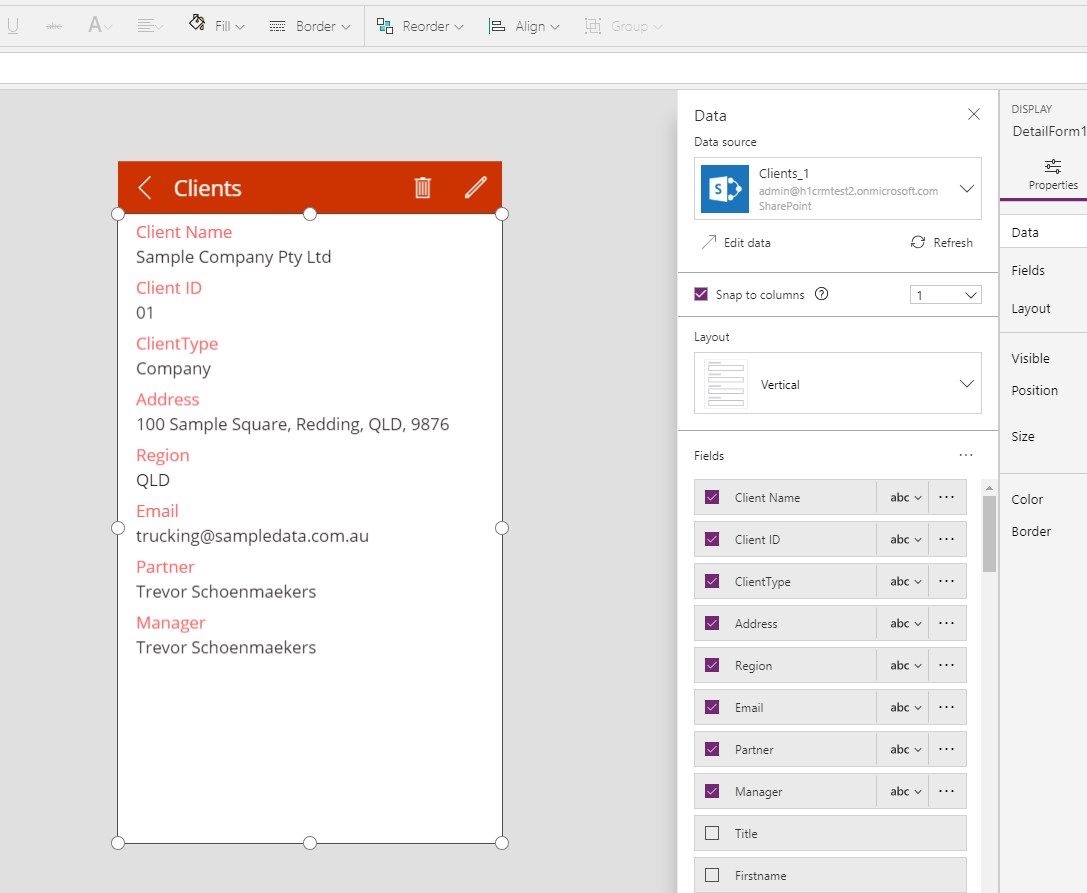 U abc A Fill Border Reorder Align Group
Clients
Client Name
Sample Company Pty Ltd
Client ID
01
ClientType
Company
Address
100 Sample Square, Redding, QLD, 9876
Region
QLD
Email
trucking@sampledata.com.au
Partner
Trevor Schoenmaekers
Manager
Trevor Schoenmaekers
Data
Data source
S
Clients_1
admin@h1crmtest2.onmicrosoft.com
SharePoint
Edit data Refresh
Snap to columns ? 1
Layout
Vertical
Fields ...
Client Name abc ...
Client ID abc ...
ClientType abc ...
Address abc ...
Region abc ...
Email abc ...
Partner abc ...
Manager abc ...
Title
Firstname
DISPLAY
DetailForm1
Properties
Data
Fields
Layout
Visible
Position
Size
Color
Border